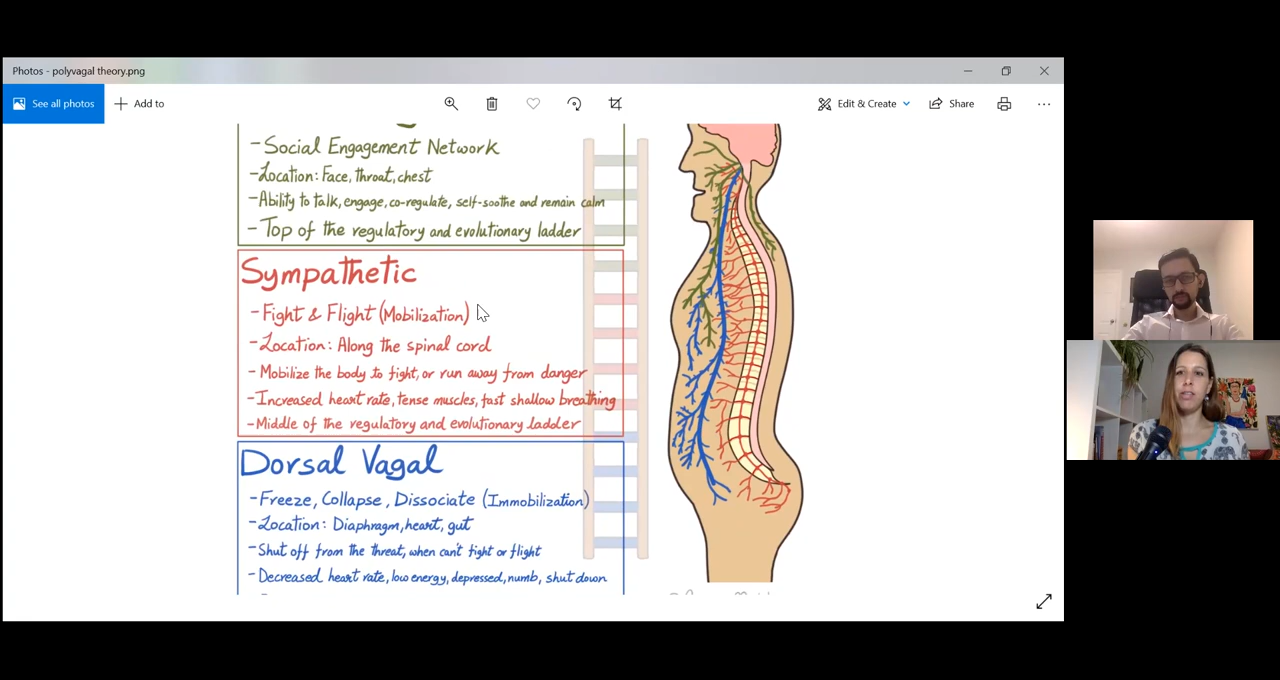 Photos - polyvagal theory.png
See all photos
Add to
Edit & Create
Share
- Social Engagement Network
- Location: Face, throat, chest
- Ability to talk, engage, co-regulate, self-soothe and remain calm
- Top of the regulatory and evolutionary ladder
Sympathetic
- Fight & Flight (Mobilization)
- Location: Along the spinal cord
- Mobilize the body to fight, or run away from danger
- Increased heart rate, tense muscles, fast shallow breathing
- Middle of the regulatory and evolutionary ladder
Dorsal Vagal
- Freeze, Collapse, Dissociate (Immobilization)
- Location: Diaphragm, heart, gut
- Shut off from the threat, when can't fight or flight
- Decreased heart rate, low energy, depressed, numb, shut down